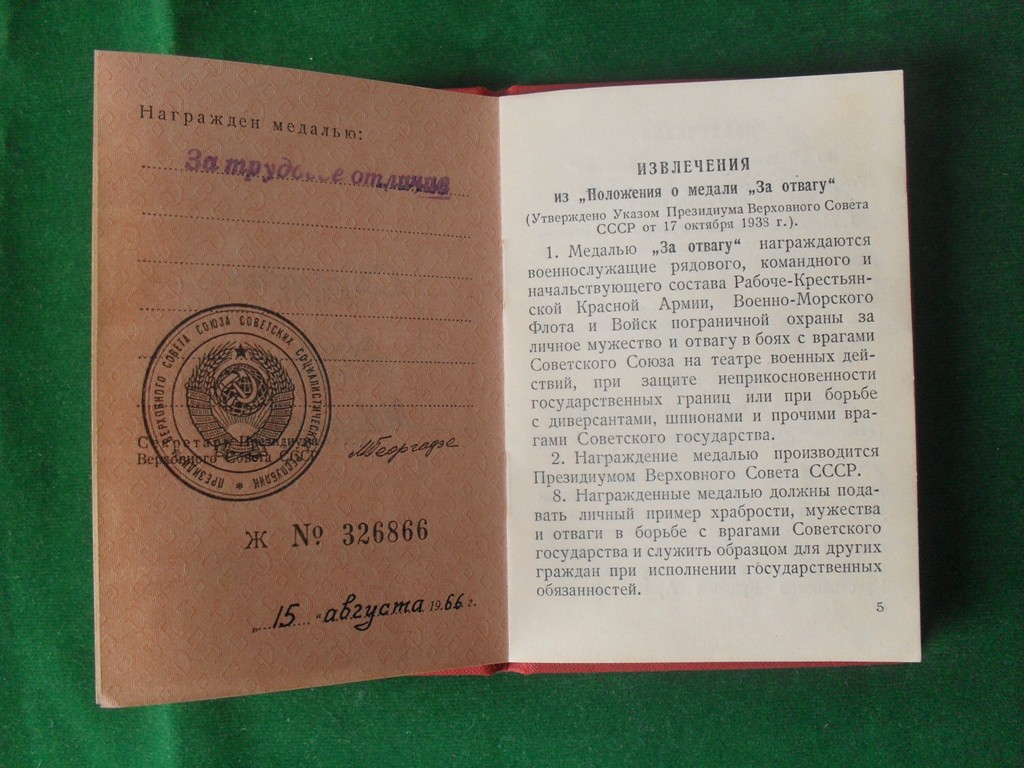 Награжден медалью:
За трудовое отличие
ПРЕЗИДИУМ ВЕРХОВНОГО СОВЕТА СОЮЗА СОВЕТСКИХ СОЦИАЛИСТИЧЕСКИХ РЕСПУБЛИК
Секретарь Президиума
Верховного Совета СССР
МГеоргадзе
Ж № 326866
„ 15 “ августа 1966 г.
ИЗВЛЕЧЕНИЯ
из „Положения о медали „За отвагу“
(Утверждено Указом Президиума Верховного Совета
СССР от 17 октября 1938 г.).
1. Медалью „За отвагу“ награждаются
военнослужащие рядового, командного и
начальствующего состава Рабоче-Крестьян-
ской Красной Армии, Военно-Морского
Флота и Войск пограничной охраны за
личное мужество и отвагу в боях с врагами
Советского Союза на театре военных дей-
ствий, при защите неприкосновенности
государственных границ или при борьбе
с диверсантами, шпионами и прочими вра-
гами Советского государства.
2. Награждение медалью производится
Президиумом Верховного Совета СССР.
8. Награжденные медалью должны пода-
вать личный пример храбрости, мужества
и отваги в борьбе с врагами Советского
государства и служить образцом для других
граждан при исполнении государственных
обязанностей.
5